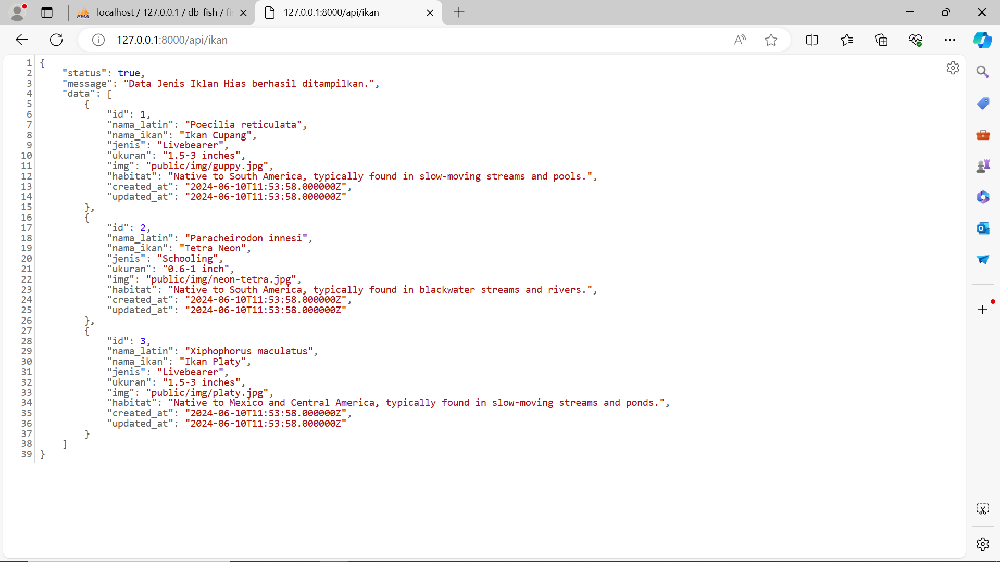 PMA localhost / 127.0.0.1 / db_fish / fi
127.0.0.1:8000/api/ikan
127.0.0.1:8000/api/ikan
1 {
2 "status": true,
3 "message": "Data Jenis Iklan Hias berhasil ditampilkan.",
4 "data": [
5 {
6 "id": 1,
7 "nama_latin": "Poecilia reticulata",
8 "nama_ikan": "Ikan Cupang",
9 "jenis": "Livebearer",
10 "ukuran": "1.5-3 inches",
11 "img": "public/img/guppy.jpg",
12 "habitat": "Native to South America, typically found in slow-moving streams and pools.",
13 "created_at": "2024-06-10T11:53:58.000000Z",
14 "updated_at": "2024-06-10T11:53:58.000000Z"
15 },
16 {
17 "id": 2,
18 "nama_latin": "Paracheirodon innesi",
19 "nama_ikan": "Tetra Neon",
20 "jenis": "Schooling",
21 "ukuran": "0.6-1 inch",
22 "img": "public/img/neon-tetra.jpg",
23 "habitat": "Native to South America, typically found in blackwater streams and rivers.",
24 "created_at": "2024-06-10T11:53:58.000000Z",
25 "updated_at": "2024-06-10T11:53:58.000000Z"
26 },
27 {
28 "id": 3,
29 "nama_latin": "Xiphophorus maculatus",
30 "nama_ikan": "Ikan Platy",
31 "jenis": "Livebearer",
32 "ukuran": "1.5-3 inches",
33 "img": "public/img/platy.jpg",
34 "habitat": "Native to Mexico and Central America, typically found in slow-moving streams and ponds.",
35 "created_at": "2024-06-10T11:53:58.000000Z",
36 "updated_at": "2024-06-10T11:53:58.000000Z"
37 }
38 ]
39 }